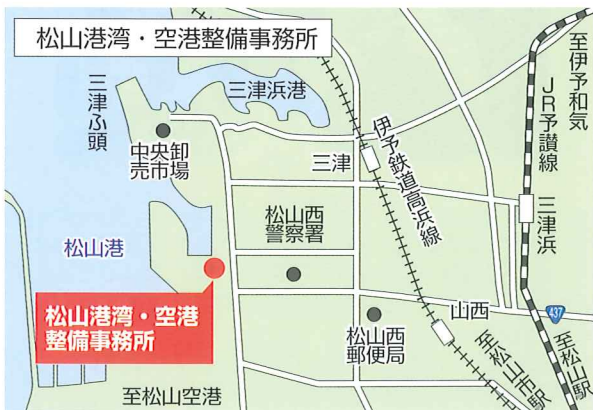 松山港湾・空港整備事務所
三津浜港
三津ふ頭
中央卸
売市場
三津
伊予鉄道高浜線
JR予讃線
至伊予和気
三津浜
松山西
警察署
松山港
松山港湾・空港
整備事務所
松山西
郵便局
山西
437
至松山空港
至松山市駅
至松山駅